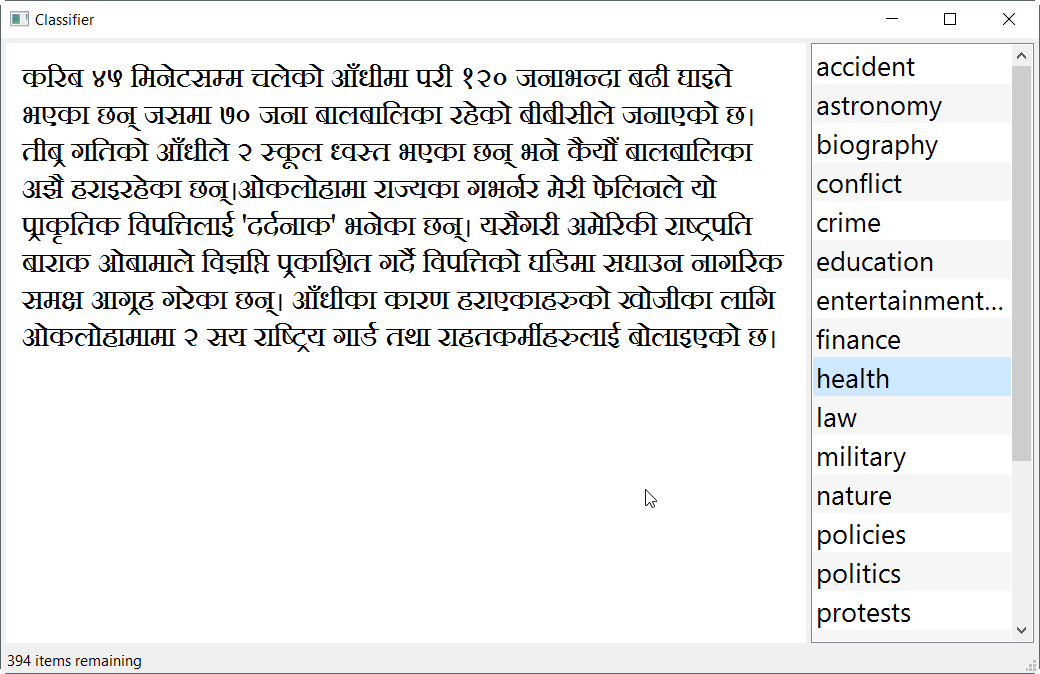 Classifier
करिब ४५ मिनेटसम्म चलेको आँधीमा परी १२० जनाभन्दा बढी घाइते
भएका छन् जसमा ७० जना बालबालिका रहेको बीबीसीले जनाएको छ।
तीब्र गतिको आँधीले २ स्कूल ध्वस्त भएका छन् भने कैयौं बालबालिका
अझै हराइरहेका छन्।ओकलोहामा राज्यका गभर्नर मेरी फेलिनले यो
प्राकृतिक विपत्तिलाई 'दर्दनाक' भनेका छन्। यसैगरी अमेरिकी राष्ट्रपति
बाराक ओबामाले विज्ञप्ति प्रकाशित गर्दै विपत्तिको घडिमा सघाउन नागरिक
समक्ष आग्रह गरेका छन्। आँधीका कारण हराएकाहरुको खोजीका लागि
ओकलोहामामा २ सय राष्ट्रिय गार्ड तथा राहतकर्मीहरुलाई बोलाइएको छ।
accident
astronomy
biography
conflict
crime
education
entertainment...
finance
health
law
military
nature
policies
politics
protests
394 items remaining